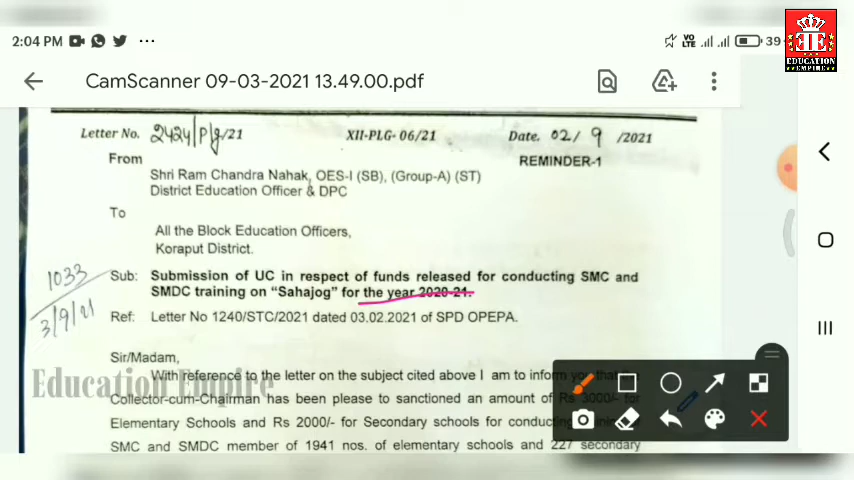 2:04 PM ...
VO LTE 39
EDUCATION EMPIRE
CamScanner 09-03-2021 13.49.00.pdf
Letter No. 2424/Plg/21 XII-PLG- 06/21 Date. 02/ 9 /2021
From REMINDER-1
Shri Ram Chandra Nahak, OES-I (SB), (Group-A) (ST)
District Education Officer & DPC
To
All the Block Education Officers,
Koraput District.
1033
3/9/21
Sub: Submission of UC in respect of funds released for conducting SMC and
SMDC training on "Sahajog" for the year 2020-21.
Ref: Letter No 1240/STC/2021 dated 03.02.2021 of SPD OPEPA.
Sir/Madam,
Education Empire
With reference to the letter on the subject cited above I am to inform you that the
Collector-cum-Chairman has been please to sanctioned an amount of Rs 3000/- for
Elementary Schools and Rs 2000/- for Secondary schools for conducting
SMC and SMDC member of 1941 nos. of elementary schools and 227 secondary